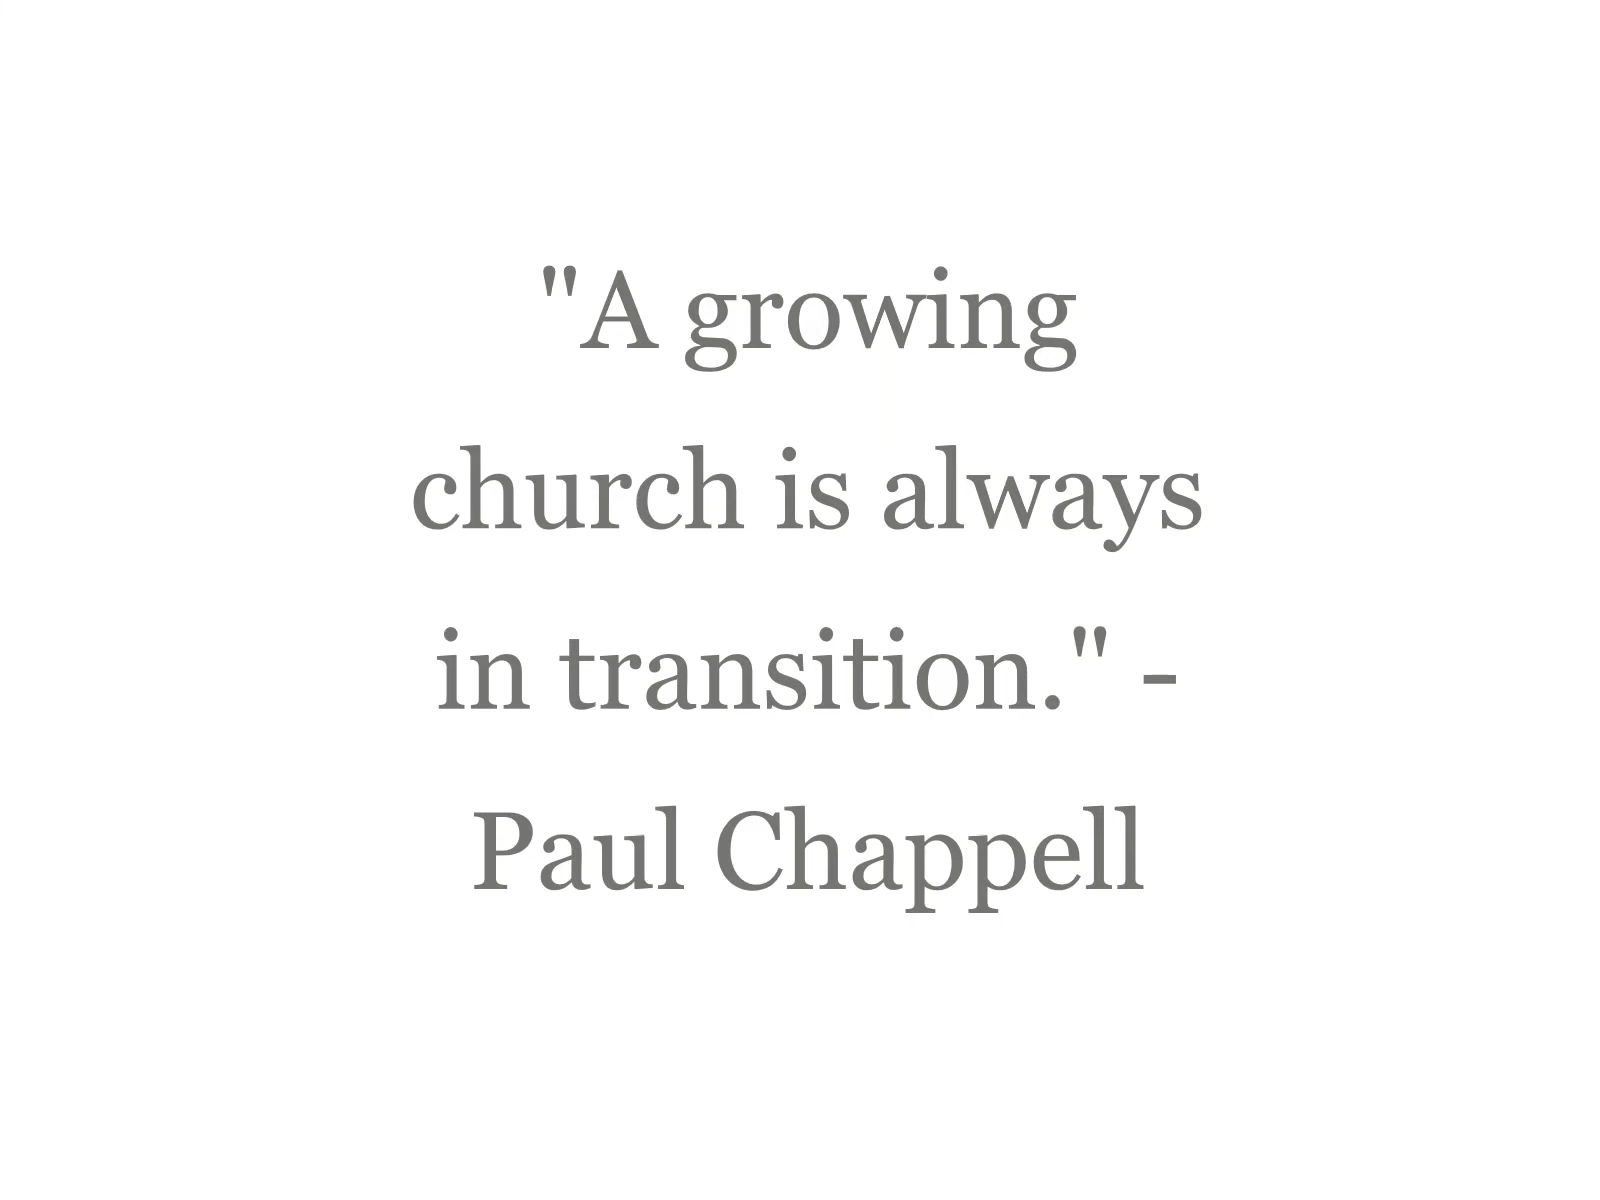 "A growing
church is always
in transition." -
Paul Chappell